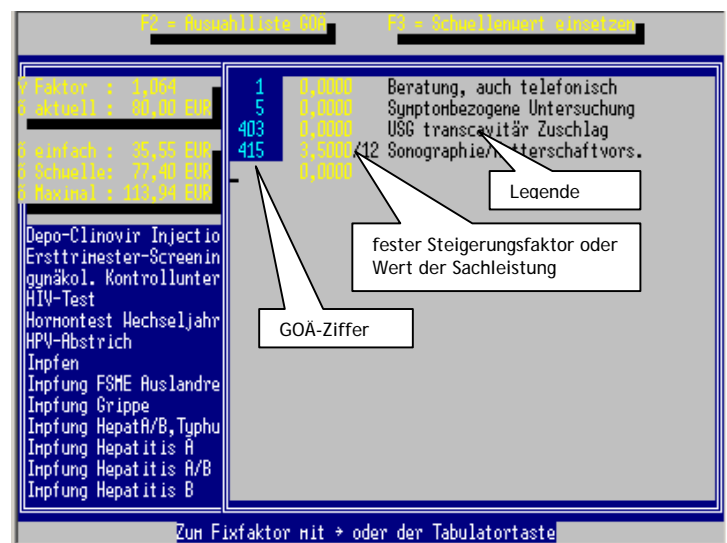 F2 = Auswahlliste GOÄ F3 = Schwellenwert einsetzen
Faktor : 1,064
aktuell : 80,00 EUR
einfach : 35,55 EUR
Schwelle: 77,40 EUR
Maximal : 113,94 EUR
1 0,0000 Beratung, auch telefonisch
5 0,0000 Symptombezogene Untersuchung
403 0,0000 USG transcavitär Zuschlag
415 3,5000/12 Sonographie/Mutterschaftvors.
0,0000
Legende
fester Steigerungsfaktor oder
Wert der Sachleistung
GOÄ-Ziffer
Depo-Clinovir Injectio
Ersttrimester-Screenin
gynäkol. Kontrollunter
HIV-Test
Hormontest Wechseljahr
HPV-Abstrich
Impfen
Impfung FSME Auslandre
Impfung Grippe
Impfung HepatA/B,Typhu
Impfung Hepatitis A
Impfung Hepatitis A/B
Impfung Hepatitis B
Zum Fixfaktor mit → oder der Tabulatortaste